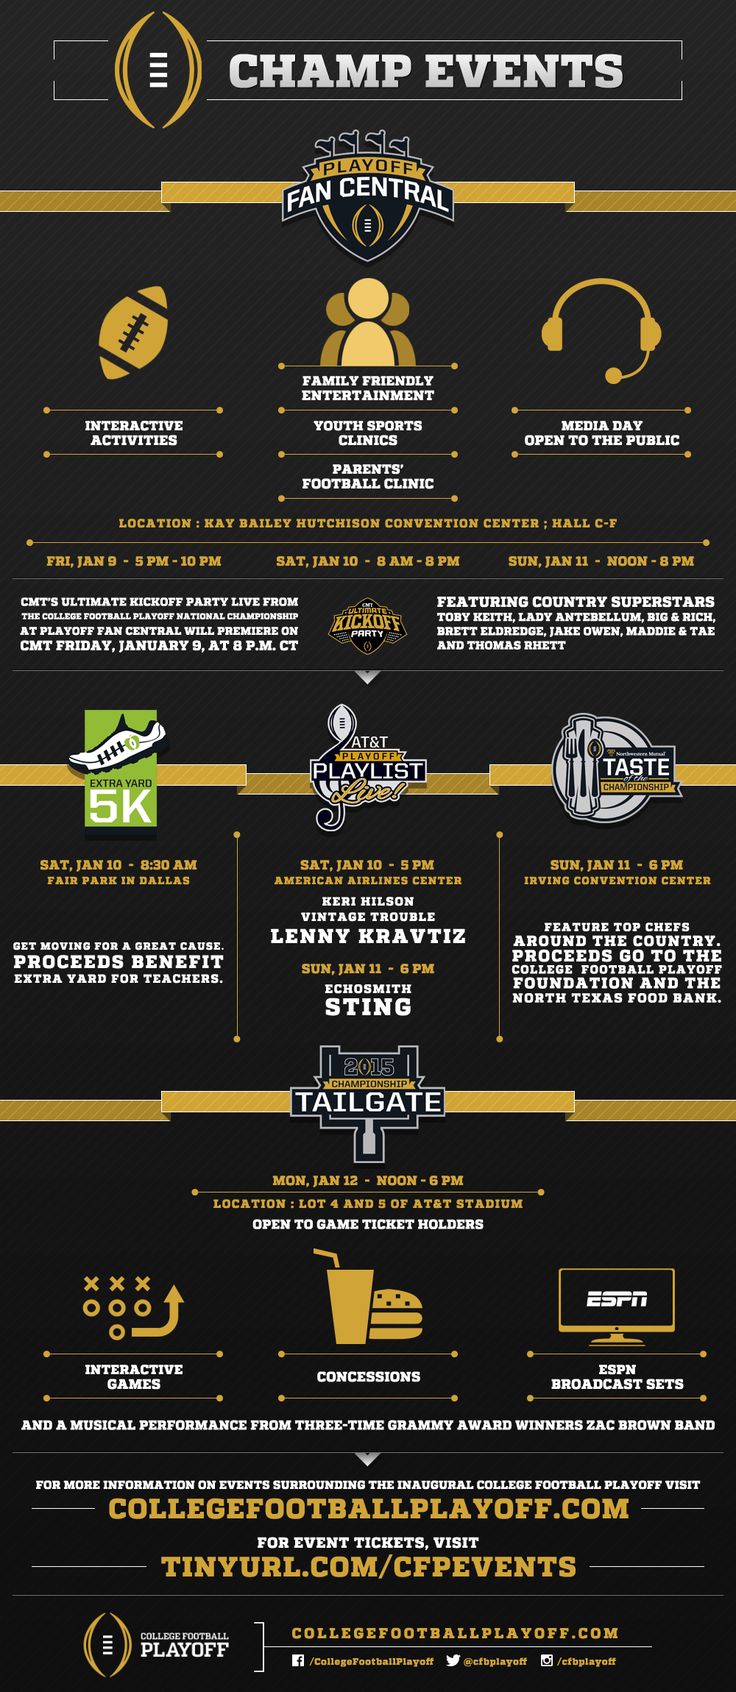 CHAMP EVENTS
PLAYOFF
FAN CENTRAL
INTERACTIVE
ACTIVITIES
FAMILY FRIENDLY
ENTERTAINMENT
YOUTH SPORTS
CLINICS
PARENTS'
FOOTBALL CLINIC
MEDIA DAY
OPEN TO THE PUBLIC
LOCATION : KAY BAILEY HUTCHISON CONVENTION CENTER ; HALL C-F
FRI, JAN 9 - 5 PM - 10 PM
SAT, JAN 10 - 8 AM - 8 PM
SUN, JAN 11 - NOON - 8 PM
CMT'S ULTIMATE KICKOFF PARTY LIVE FROM
THE COLLEGE FOOTBALL PLAYOFF NATIONAL CHAMPIONSHIP
AT PLAYOFF FAN CENTRAL WILL PREMIERE ON
CMT FRIDAY, JANUARY 9, AT 8 P.M. CT
CMT
ULTIMATE
KICKOFF
PARTY
FEATURING COUNTRY SUPERSTARS
TOBY KEITH, LADY ANTEBELLUM, BIG & RICH,
BRETT ELDREDGE, JAKE OWEN, MADDIE & TAE
AND THOMAS RHETT
EXTRA YARD
5K
SAT, JAN 10 - 8:30 AM
FAIR PARK IN DALLAS
GET MOVING FOR A GREAT CAUSE.
PROCEEDS BENEFIT
EXTRA YARD FOR TEACHERS.
AT&T
PLAYOFF
PLAYLIST
Live!
SAT, JAN 10 - 5 PM
AMERICAN AIRLINES CENTER
KERI HILSON
VINTAGE TROUBLE
LENNY KRAVTIZ
SUN, JAN 11 - 6 PM
ECHOSMITH
STING
Northwestern Mutual
TASTE
of the
CHAMPIONSHIP
SUN, JAN 11 - 6 PM
IRVING CONVENTION CENTER
FEATURE TOP CHEFS
AROUND THE COUNTRY.
PROCEEDS GO TO THE
COLLEGE FOOTBALL PLAYOFF
FOUNDATION AND THE
NORTH TEXAS FOOD BANK.
2015
CHAMPIONSHIP
TAILGATE
MON, JAN 12 - NOON - 6 PM
LOCATION : LOT 4 AND 5 OF AT&T STADIUM
OPEN TO GAME TICKET HOLDERS
INTERACTIVE
GAMES
CONCESSIONS
ESPN
ESPN
BROADCAST SETS
AND A MUSICAL PERFORMANCE FROM THREE-TIME GRAMMY AWARD WINNERS ZAC BROWN BAND
FOR MORE INFORMATION ON EVENTS SURROUNDING THE INAUGURAL COLLEGE FOOTBALL PLAYOFF VISIT
COLLEGEFOOTBALLPLAYOFF.COM
FOR EVENT TICKETS, VISIT
TINYURL.COM/CFPEVENTS
COLLEGE FOOTBALL
PLAYOFF
COLLEGEFOOTBALLPLAYOFF.COM
/CollegeFootballPlayoff @cfbplayoff /cfbplayoff